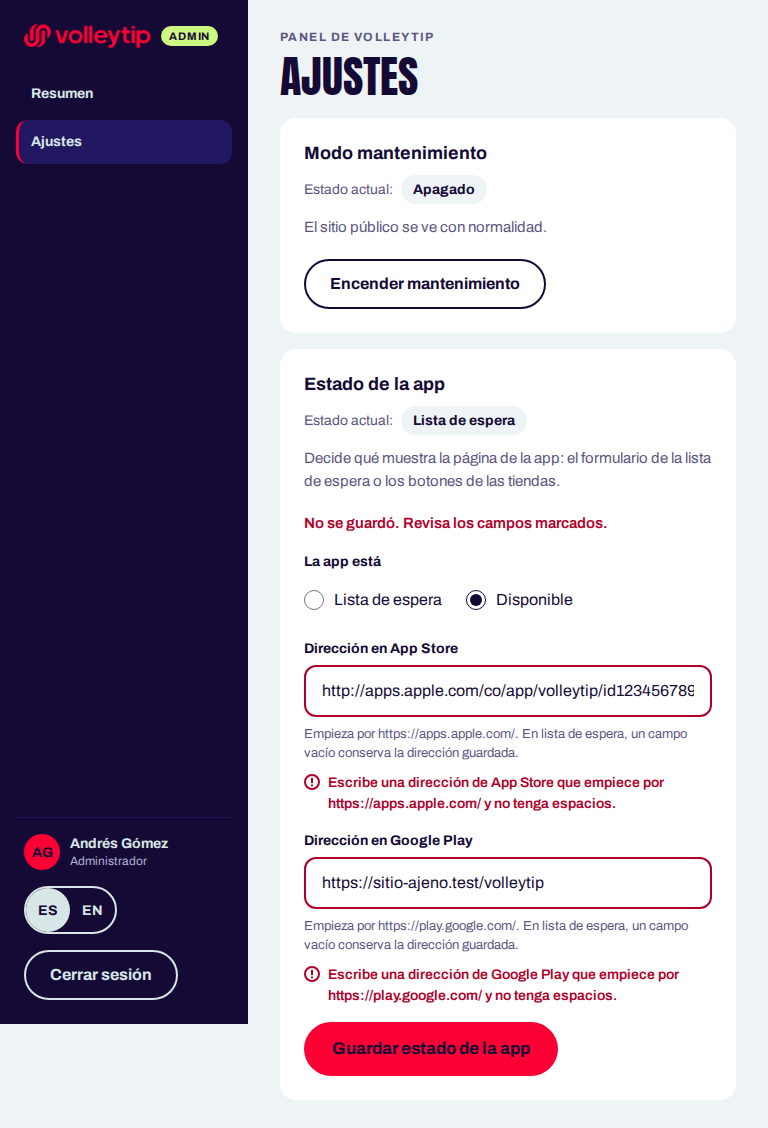 volleytip ADMIN
Resumen
Ajustes
PANEL DE VOLLEYTIP
AJUSTES
Modo mantenimiento
Estado actual: Apagado
El sitio público se ve con normalidad.
Encender mantenimiento
Estado de la app
Estado actual: Lista de espera
Decide qué muestra la página de la app: el formulario de la lista
de espera o los botones de las tiendas.
No se guardó. Revisa los campos marcados.
La app está
Lista de espera Disponible
Dirección en App Store
http://apps.apple.com/co/app/volleytip/id123456789
Empieza por https://apps.apple.com/. En lista de espera, un campo
vacío conserva la dirección guardada.
Escribe una dirección de App Store que empiece por
https://apps.apple.com/ y no tenga espacios.
Dirección en Google Play
https://sitio-ajeno.test/volleytip
Empieza por https://play.google.com/. En lista de espera, un campo
vacío conserva la dirección guardada.
Escribe una dirección de Google Play que empiece por
https://play.google.com/ y no tenga espacios.
Guardar estado de la app
AG
Andrés Gómez
Administrador
ES EN
Cerrar sesión